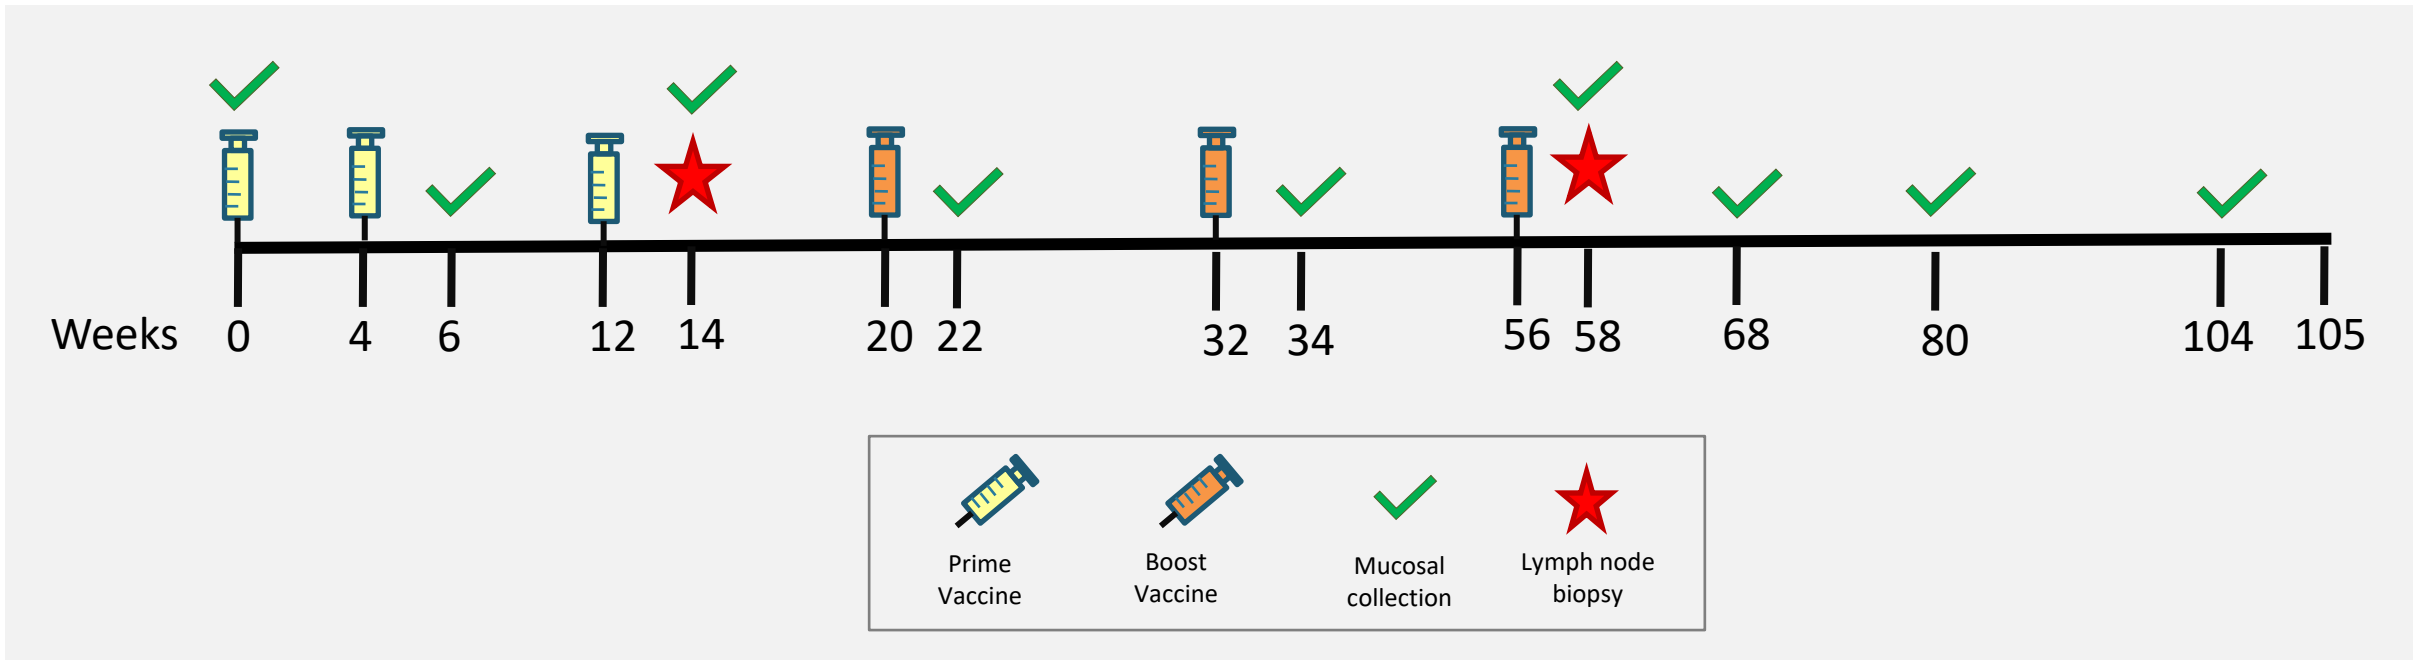 Weeks 0 4 6 12 14 20 22 32 34 56 58 68 80 104 105
Prime
Vaccine
Boost
Vaccine
Mucosal
collection
Lymph node
biopsy